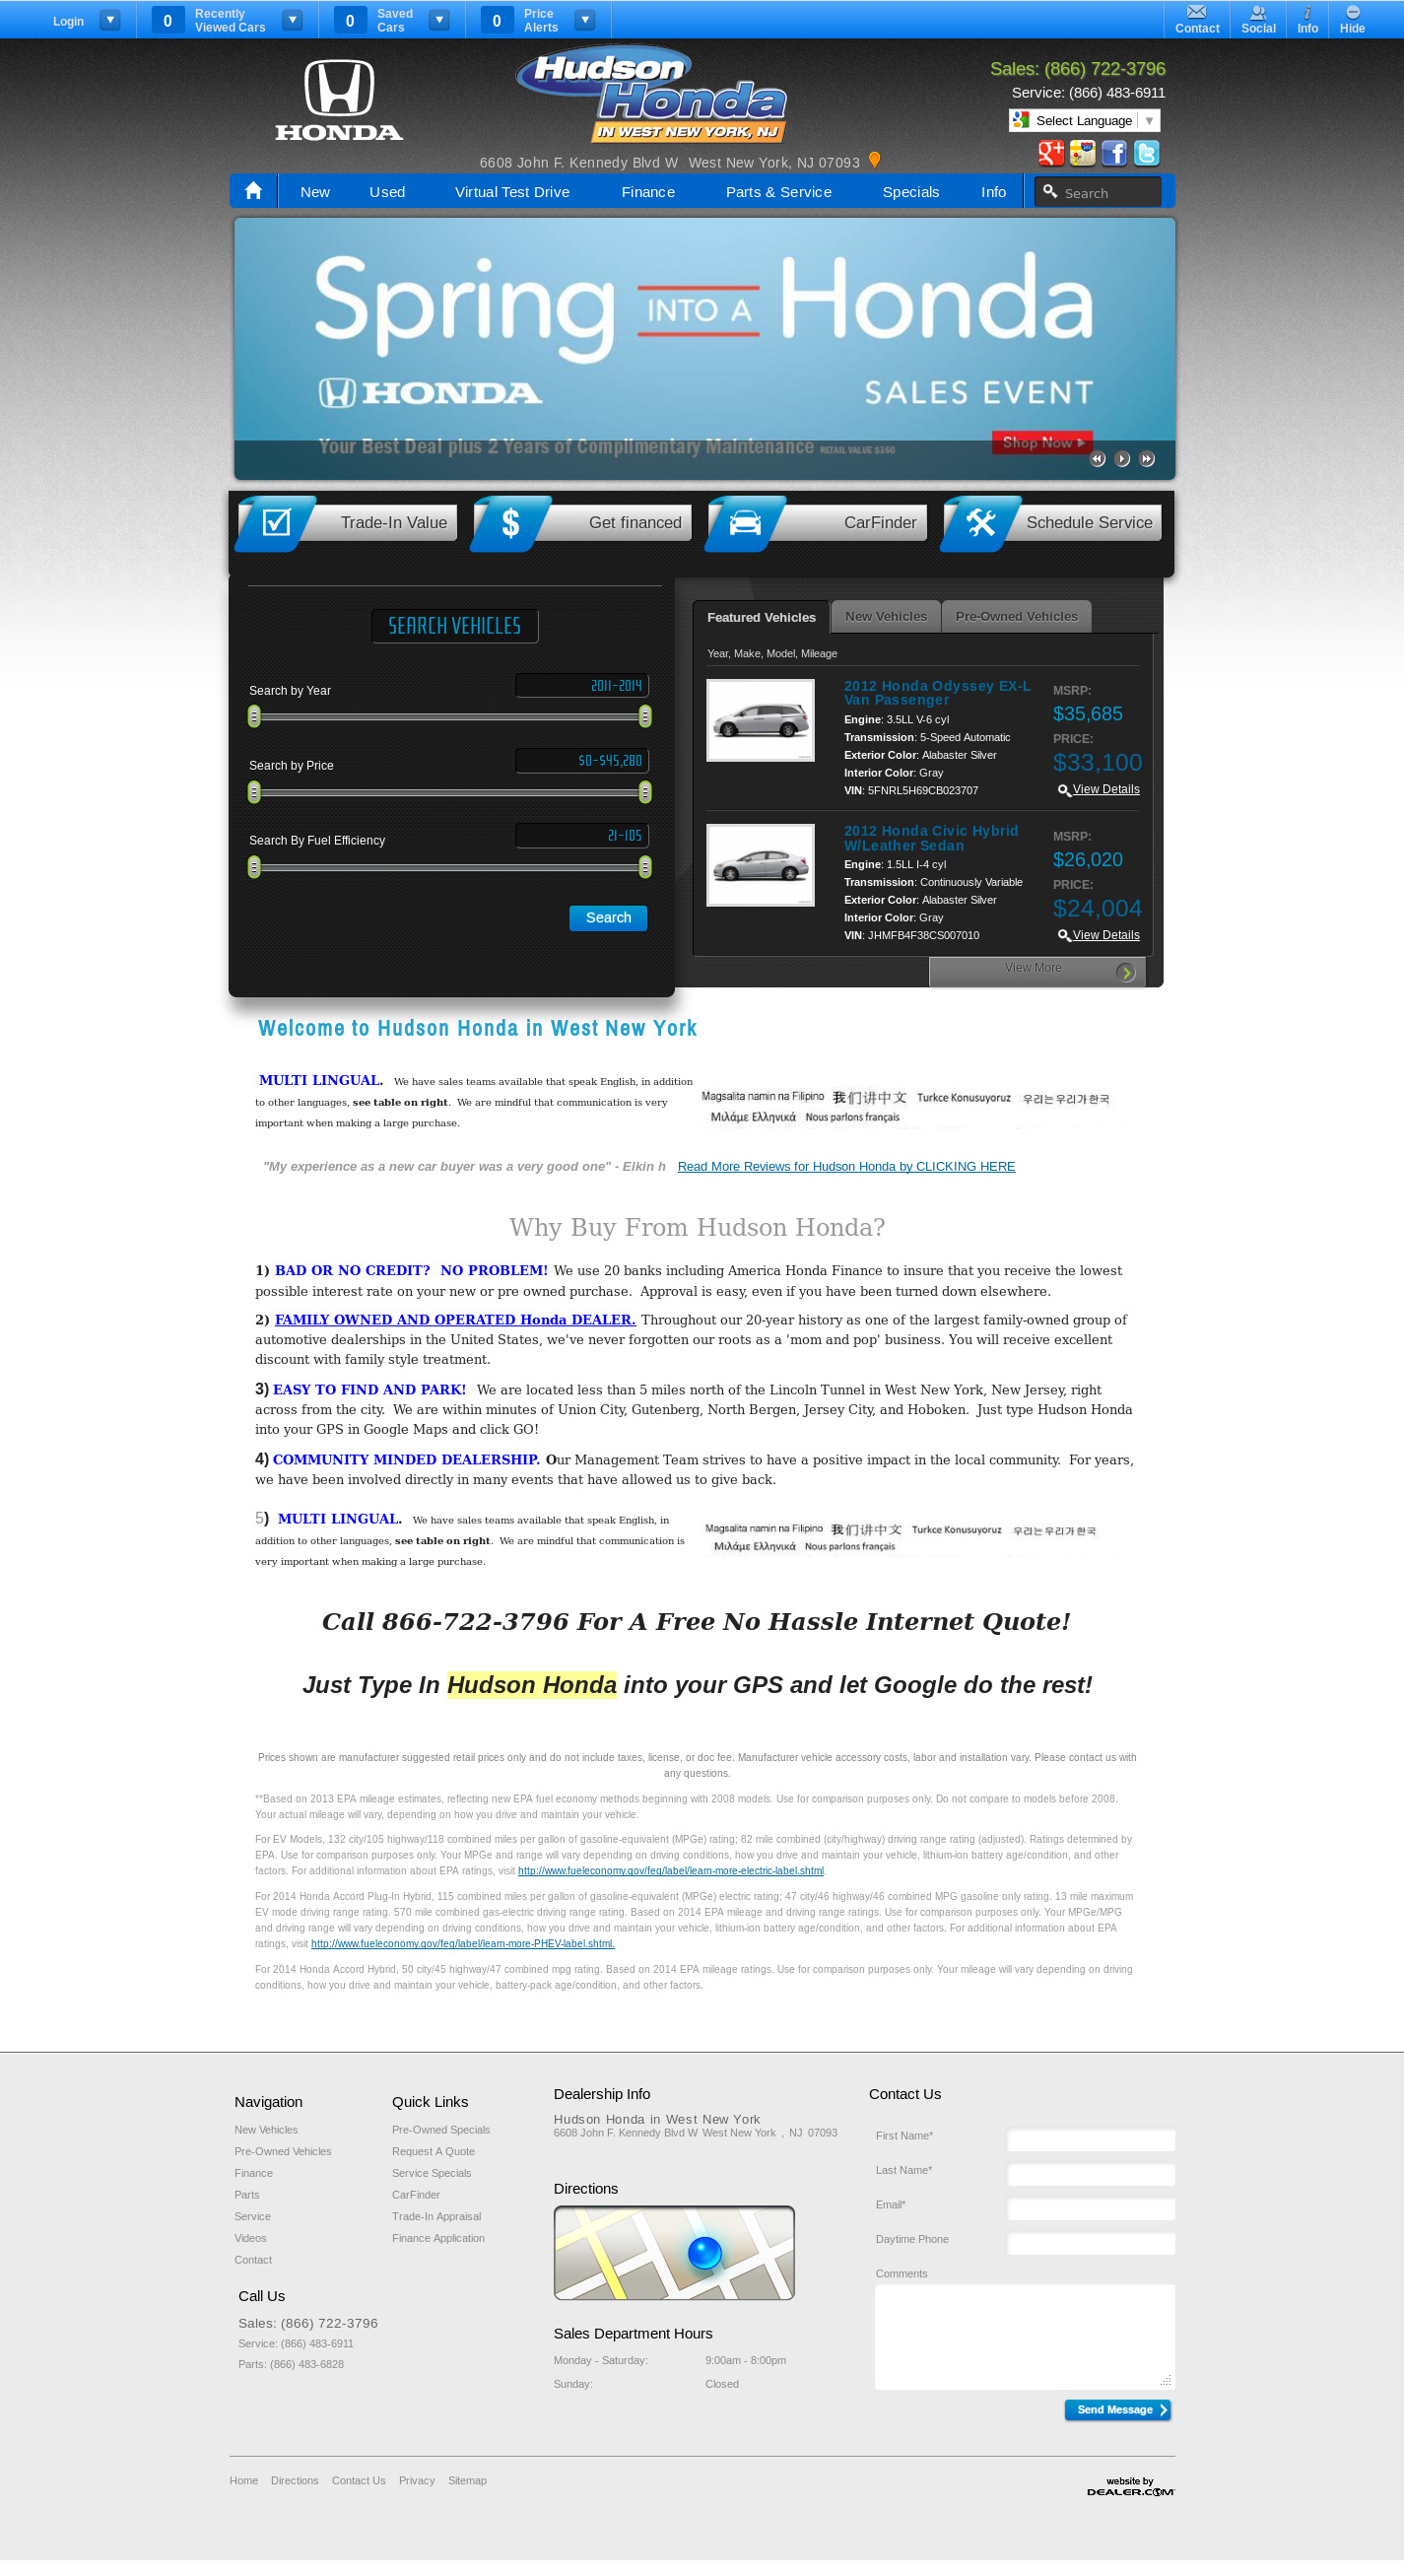 Login
0
Recently
Viewed Cars
0
Saved
Cars
0
Price
Alerts
Contact
Social
Info
Hide
HONDA
Hudson
Honda
IN WEST NEW YORK, NJ
Sales: (866) 722-3796
Service: (866) 483-6911
Select Language ▼
6608 John F. Kennedy Blvd W West New York, NJ 07093
New Used Virtual Test Drive Finance Parts & Service Specials Info Search
Spring INTO A Honda
HONDA SALES EVENT
Your Best Deal plus 2 Years of Complimentary Maintenance RETAIL VALUE $350
Shop Now
Trade-In Value
Get financed
CarFinder
Schedule Service
SEARCH VEHICLES
Search by Year 2011-2014
Search by Price $0-$45,280
Search By Fuel Efficiency 21-105
Search
Featured Vehicles New Vehicles Pre-Owned Vehicles
Year, Make, Model, Mileage
2012 Honda Odyssey EX-L
Van Passenger
Engine: 3.5LL V-6 cyl
Transmission: 5-Speed Automatic
Exterior Color: Alabaster Silver
Interior Color: Gray
VIN: 5FNRL5H69CB023707
MSRP:
$35,685
PRICE:
$33,100
View Details
2012 Honda Civic Hybrid
W/Leather Sedan
Engine: 1.5LL I-4 cyl
Transmission: Continuously Variable
Exterior Color: Alabaster Silver
Interior Color: Gray
VIN: JHMFB4F38CS007010
MSRP:
$26,020
PRICE:
$24,004
View Details
View More
Welcome to Hudson Honda in West New York
MULTI LINGUAL. We have sales teams available that speak English, in addition
to other languages, see table on right. We are mindful that communication is very
important when making a large purchase.
Magsalita namin na Filipino 我们讲中文 Turkce Konusuyoruz 우려는우리가한국
Μιλάμε Ελληνικά Nous parlons français
"My experience as a new car buyer was a very good one" - Elkin h Read More Reviews for Hudson Honda by CLICKING HERE
Why Buy From Hudson Honda?
1) BAD OR NO CREDIT? NO PROBLEM! We use 20 banks including America Honda Finance to insure that you receive the lowest
possible interest rate on your new or pre owned purchase. Approval is easy, even if you have been turned down elsewhere.
2) FAMILY OWNED AND OPERATED Honda DEALER. Throughout our 20-year history as one of the largest family-owned group of
automotive dealerships in the United States, we've never forgotten our roots as a 'mom and pop' business. You will receive excellent
discount with family style treatment.
3) EASY TO FIND AND PARK! We are located less than 5 miles north of the Lincoln Tunnel in West New York, New Jersey, right
across from the city. We are within minutes of Union City, Gutenberg, North Bergen, Jersey City, and Hoboken. Just type Hudson Honda
into your GPS in Google Maps and click GO!
4) COMMUNITY MINDED DEALERSHIP. Our Management Team strives to have a positive impact in the local community. For years,
we have been involved directly in many events that have allowed us to give back.
5) MULTI LINGUAL. We have sales teams available that speak English, in
addition to other languages, see table on right. We are mindful that communication is
very important when making a large purchase.
Magsalita namin na Filipino 我们讲中文 Turkce Konusuyoruz 우려는우리가한국
Μιλάμε Ελληνικά Nous parlons français
Call 866-722-3796 For A Free No Hassle Internet Quote!
Just Type In Hudson Honda into your GPS and let Google do the rest!
Prices shown are manufacturer suggested retail prices only and do not include taxes, license, or doc fee. Manufacturer vehicle accessory costs, labor and installation vary. Please contact us with
any questions.
**Based on 2013 EPA mileage estimates, reflecting new EPA fuel economy methods beginning with 2008 models. Use for comparison purposes only. Do not compare to models before 2008.
Your actual mileage will vary, depending on how you drive and maintain your vehicle.
For EV Models, 132 city/105 highway/118 combined miles per gallon of gasoline-equivalent (MPGe) rating; 82 mile combined (city/highway) driving range rating (adjusted). Ratings determined by
EPA. Use for comparison purposes only. Your MPGe and range will vary depending on driving conditions, how you drive and maintain your vehicle, lithium-ion battery age/condition, and other
factors. For additional information about EPA ratings, visit http://www.fueleconomy.gov/feg/label/learn-more-electric-label.shtml.
For 2014 Honda Accord Plug-In Hybrid, 115 combined miles per gallon of gasoline-equivalent (MPGe) electric rating; 47 city/46 highway/46 combined MPG gasoline only rating. 13 mile maximum
EV mode driving range rating. 570 mile combined gas-electric driving range rating. Based on 2014 EPA mileage and driving range ratings. Use for comparison purposes only. Your MPGe/MPG
and driving range will vary depending on driving conditions, how you drive and maintain your vehicle, lithium-ion battery age/condition, and other factors. For additional information about EPA
ratings, visit http://www.fueleconomy.gov/feg/label/learn-more-PHEV-label.shtml.
For 2014 Honda Accord Hybrid, 50 city/45 highway/47 combined mpg rating. Based on 2014 EPA mileage ratings. Use for comparison purposes only. Your mileage will vary depending on driving
conditions, how you drive and maintain your vehicle, battery-pack age/condition, and other factors.
Navigation
New Vehicles
Pre-Owned Vehicles
Finance
Parts
Service
Videos
Contact
Quick Links
Pre-Owned Specials
Request A Quote
Service Specials
CarFinder
Trade-In Appraisal
Finance Application
Call Us
Sales: (866) 722-3796
Service: (866) 483-6911
Parts: (866) 483-6828
Dealership Info
Hudson Honda in West New York
6608 John F. Kennedy Blvd W West New York , NJ 07093
Directions
Sales Department Hours
Monday - Saturday: 9:00am - 8:00pm
Sunday: Closed
Contact Us
First Name*
Last Name*
Email*
Daytime Phone
Comments
Send Message
Home Directions Contact Us Privacy Sitemap
website by
DEALER.COM